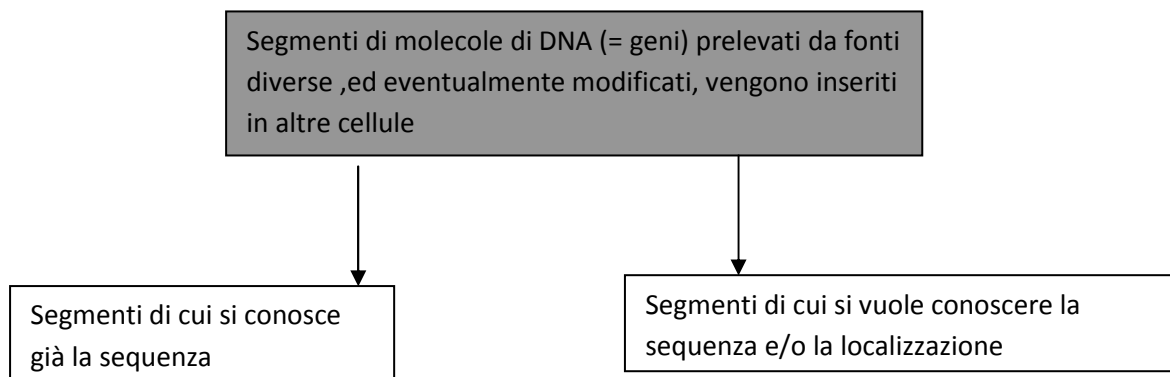 Segmenti di molecole di DNA (= geni) prelevati da fonti
diverse ,ed eventualmente modificati, vengono inseriti
in altre cellule
Segmenti di cui si conosce
già la sequenza
Segmenti di cui si vuole conoscere la
sequenza e/o la localizzazione